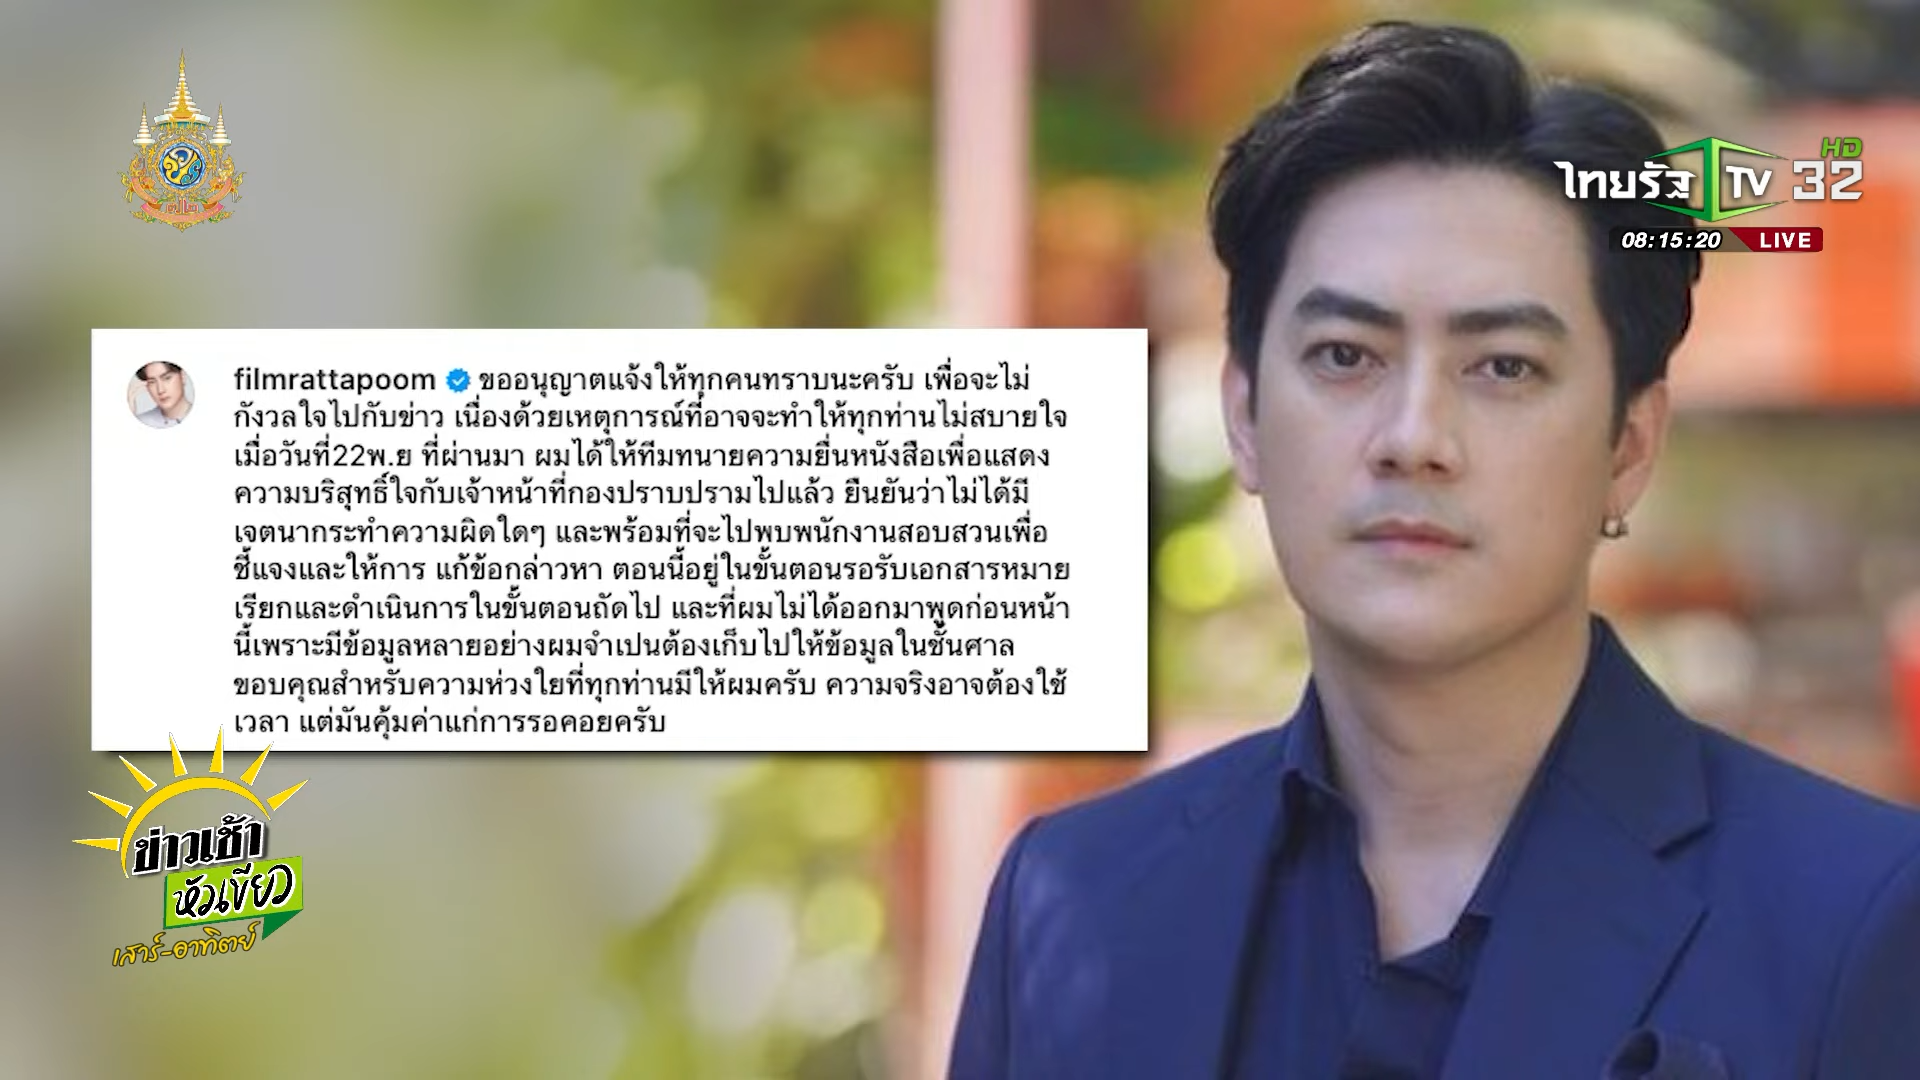 ไทยรัฐ TV HD 32
08:15:20 LIVE
filmrattapoom ขออนุญาตแจ้งให้ทุกคนทราบนะครับ เพื่อจะไม่
กังวลใจไปกับข่าว เนื่องด้วยเหตุการณ์ที่อาจจะทำให้ทุกท่านไม่สบายใจ
เมื่อวันที่22พ.ย ที่ผ่านมา ผมได้ให้ทีมทนายความยื่นหนังสือเพื่อแสดง
ความบริสุทธิ์ใจกับเจ้าหน้าที่กองปราบปรามไปแล้ว ยืนยันว่าไม่ได้มี
เจตนากระทำความผิดใดๆ และพร้อมที่จะไปพบพนักงานสอบสวนเพื่อ
ชี้แจงและให้การ แก้ข้อกล่าวหา ตอนนี้อยู่ในขั้นตอนรอรับเอกสารหมาย
เรียกและดำเนินการในขั้นตอนถัดไป และที่ผมไม่ได้ออกมาพูดก่อนหน้า
นี้เพราะมีข้อมูลหลายอย่างผมจำเปนต้องเก็บไปให้ข้อมูลในชั้นศาล
ขอบคุณสำหรับความห่วงใยที่ทุกท่านมีให้ผมครับ ความจริงอาจต้องใช้
เวลา แต่มันคุ้มค่าแก่การรอคอยครับ
ข่าวเช้า
หัวเขียว
เสาร์-อาทิตย์